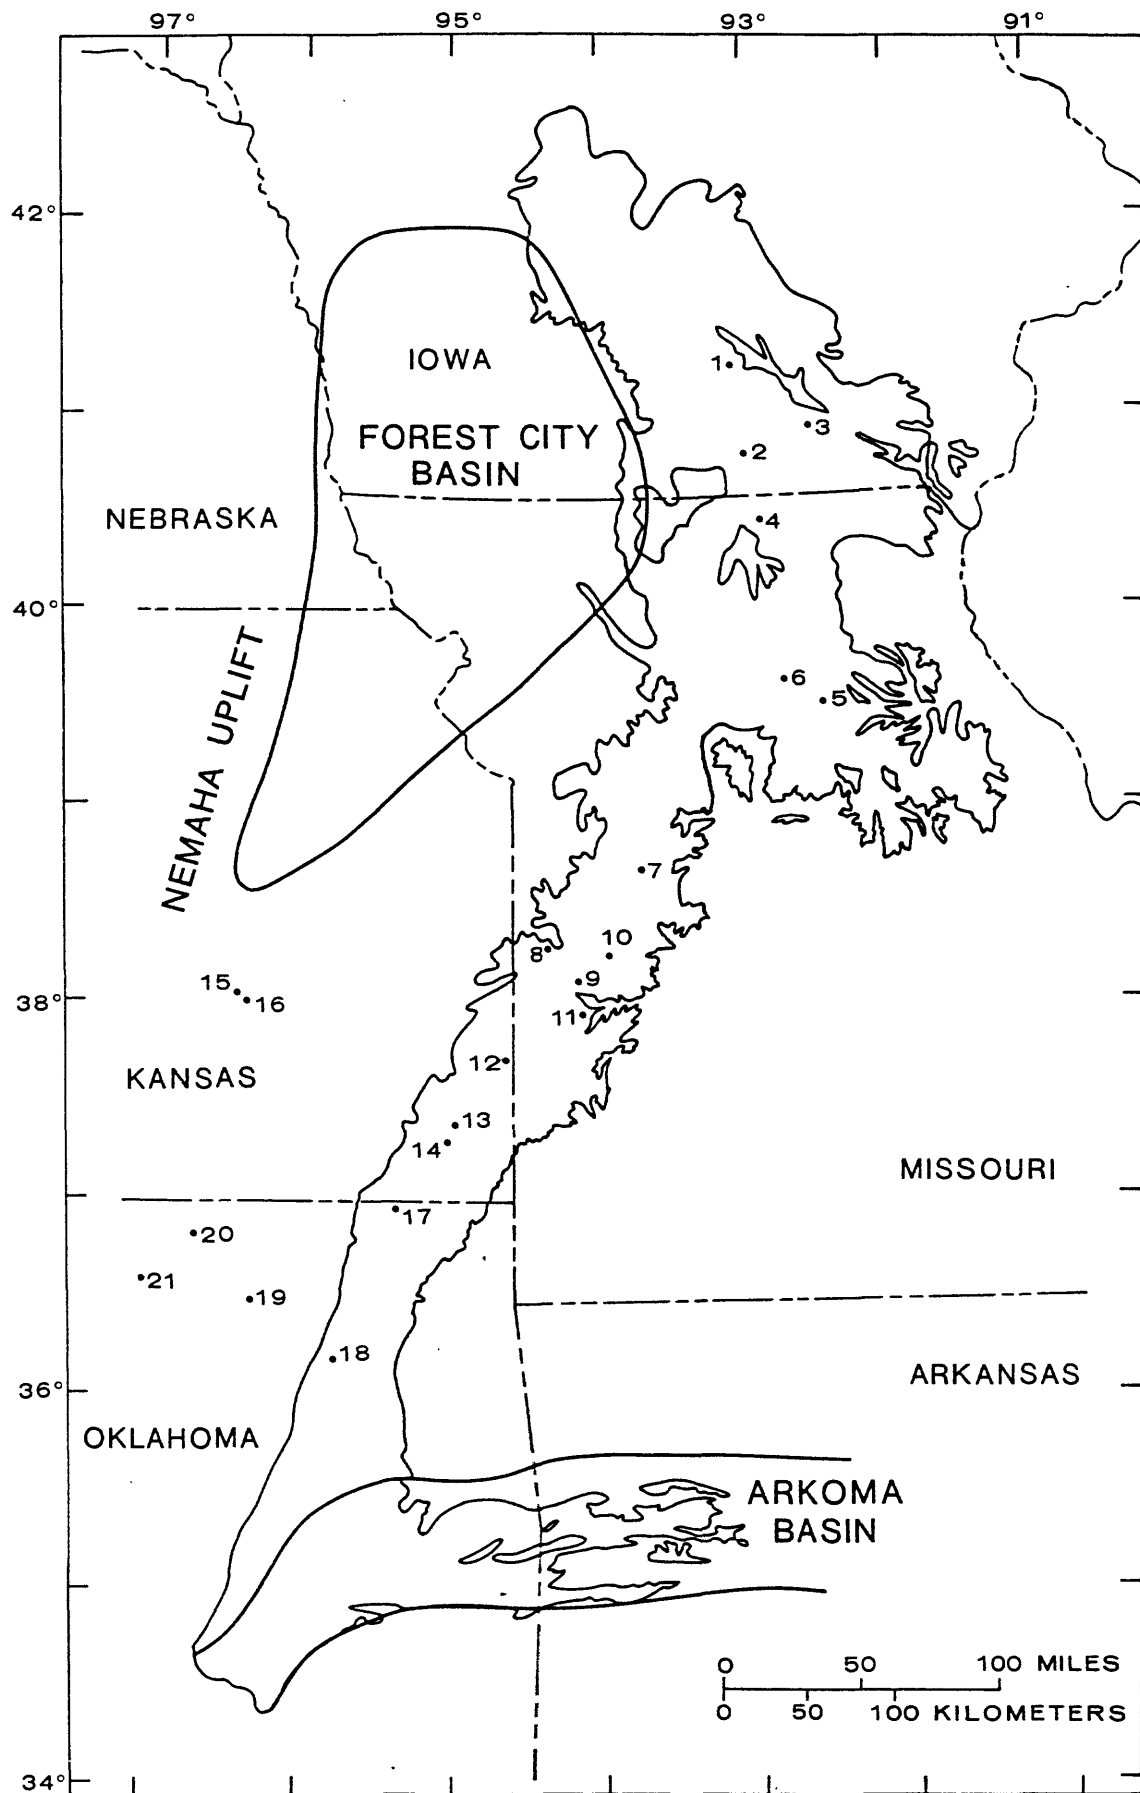 97° 95° 93° 91°
42°
IOWA
1
3
FOREST CITY
BASIN
2
NEBRASKA
4
40°
NEMAHA UPLIFT
6
5
7
10
8
9
15
16
38°
11
12
KANSAS
13
14
MISSOURI
17
20
21
19
18
ARKANSAS
36°
OKLAHOMA
ARKOMA
BASIN
0 50 100 MILES
0 50 100 KILOMETERS
34°